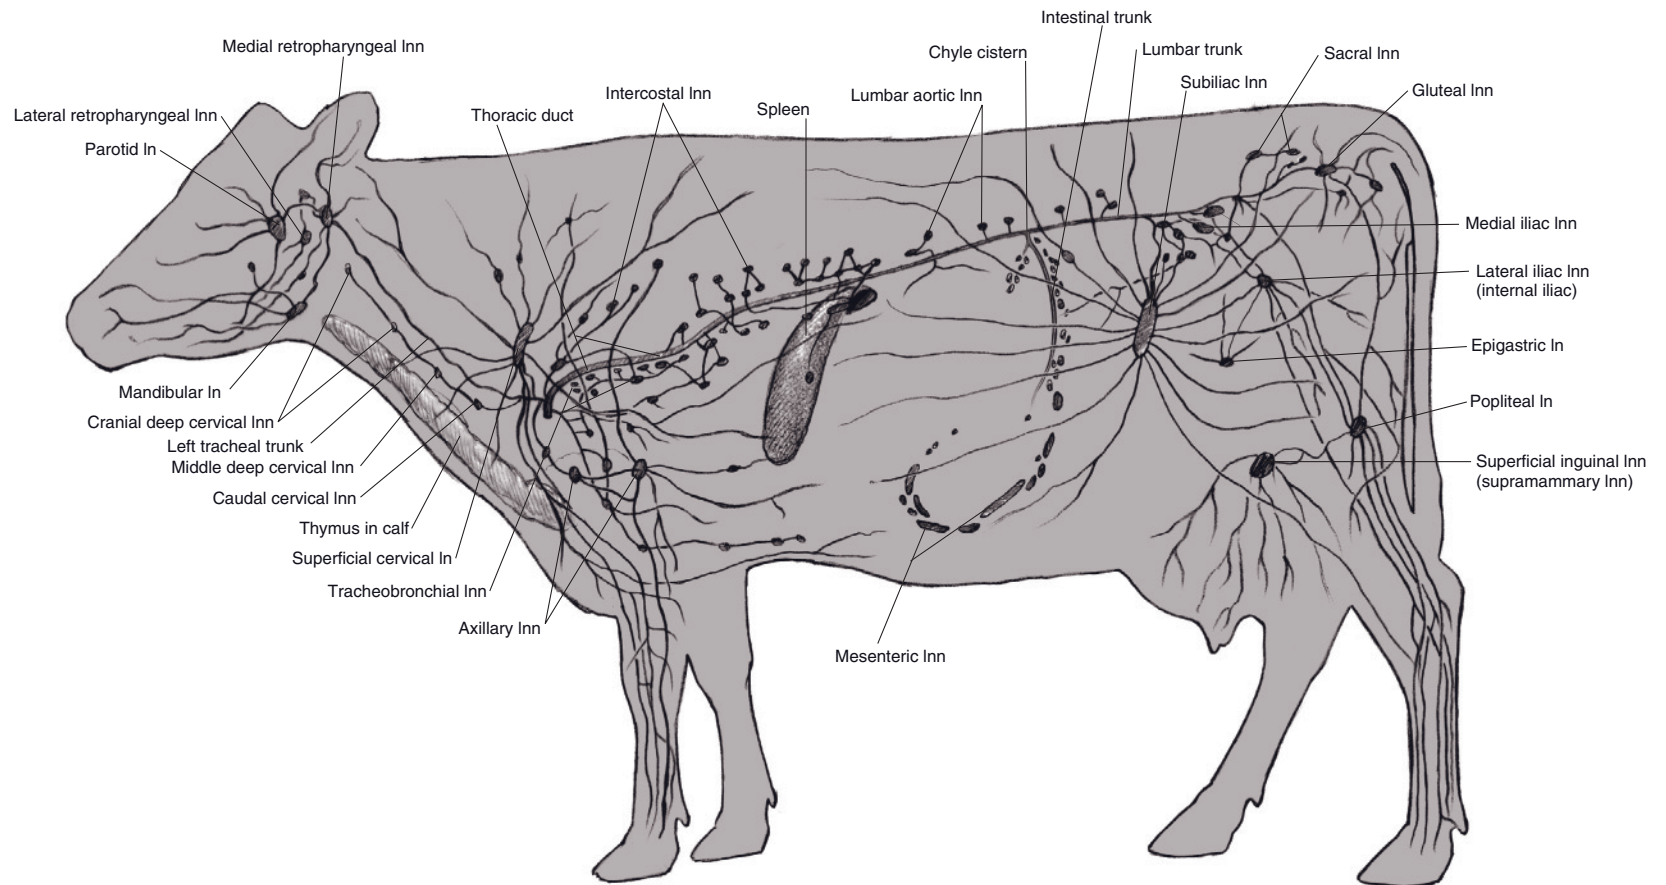 Intestinal trunk
Medial retropharyngeal lnn
Chyle cistern
Lumbar trunk
Sacral lnn
Subiliac lnn
Intercostal lnn
Gluteal lnn
Lateral retropharyngeal lnn
Thoracic duct
Spleen
Lumbar aortic lnn
Parotid ln
Medial iliac lnn
Lateral iliac lnn
(internal iliac)
Epigastric ln
Mandibular ln
Popliteal ln
Cranial deep cervical lnn
Left tracheal trunk
Middle deep cervical lnn
Superficial inguinal lnn
(supramammary lnn)
Caudal cervical lnn
Thymus in calf
Superficial cervical ln
Tracheobronchial lnn
Axillary lnn
Mesenteric lnn